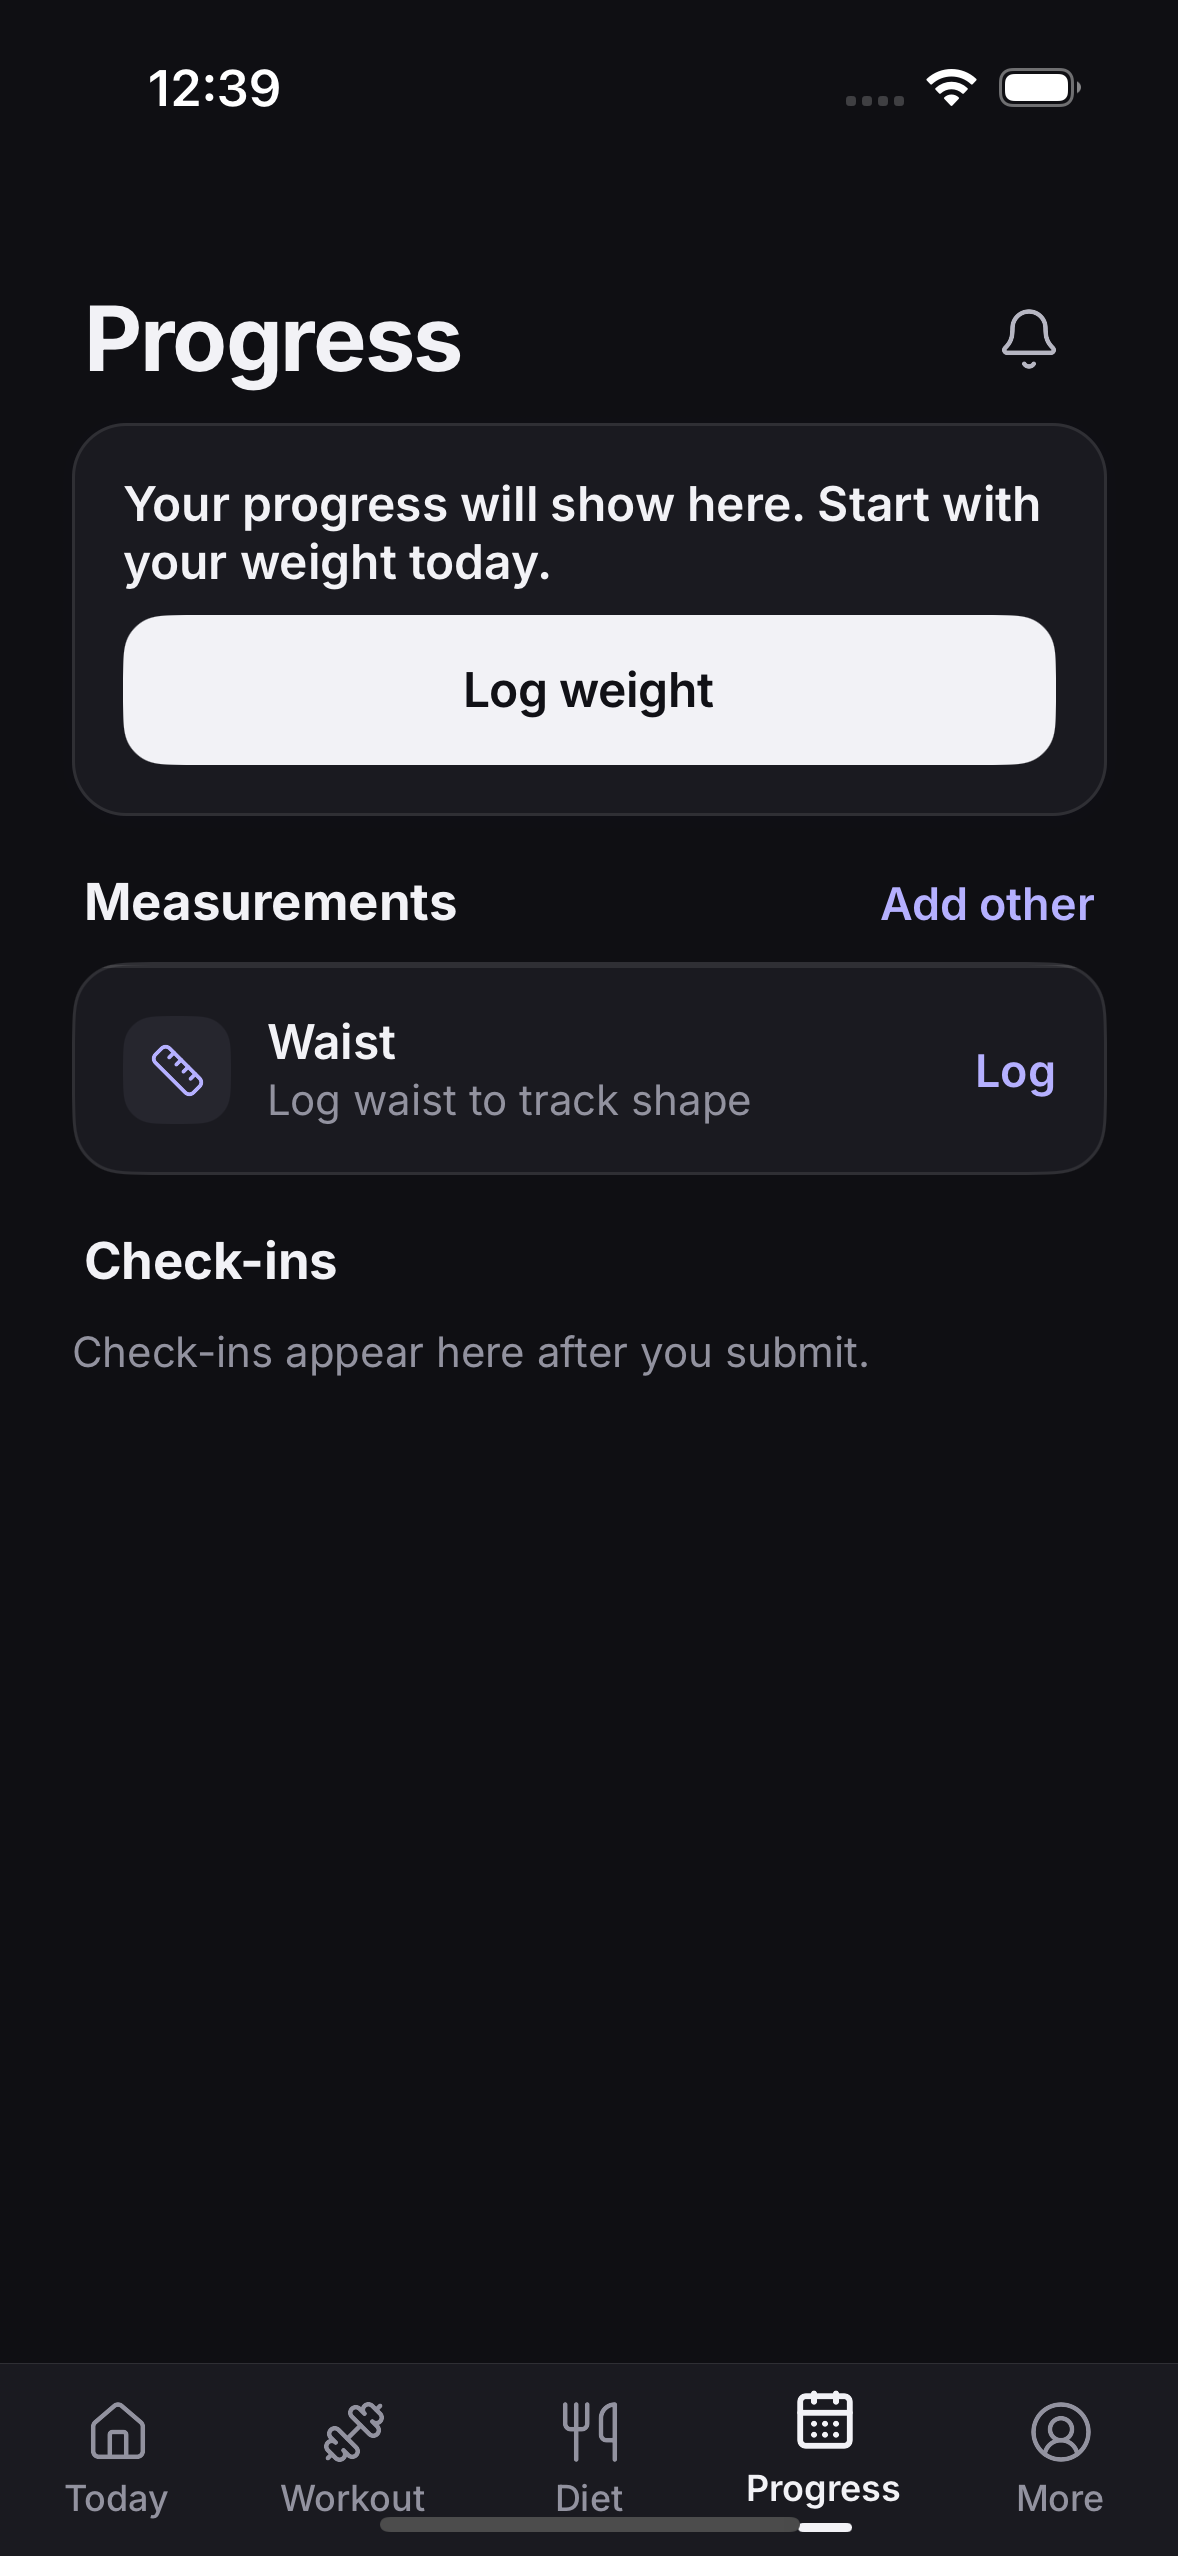 12:39
Progress
Your progress will show here. Start with
your weight today.
Log weight
Measurements
Add other
Waist
Log waist to track shape
Log
Check-ins
Check-ins appear here after you submit.
Today
Workout
Diet
Progress
More